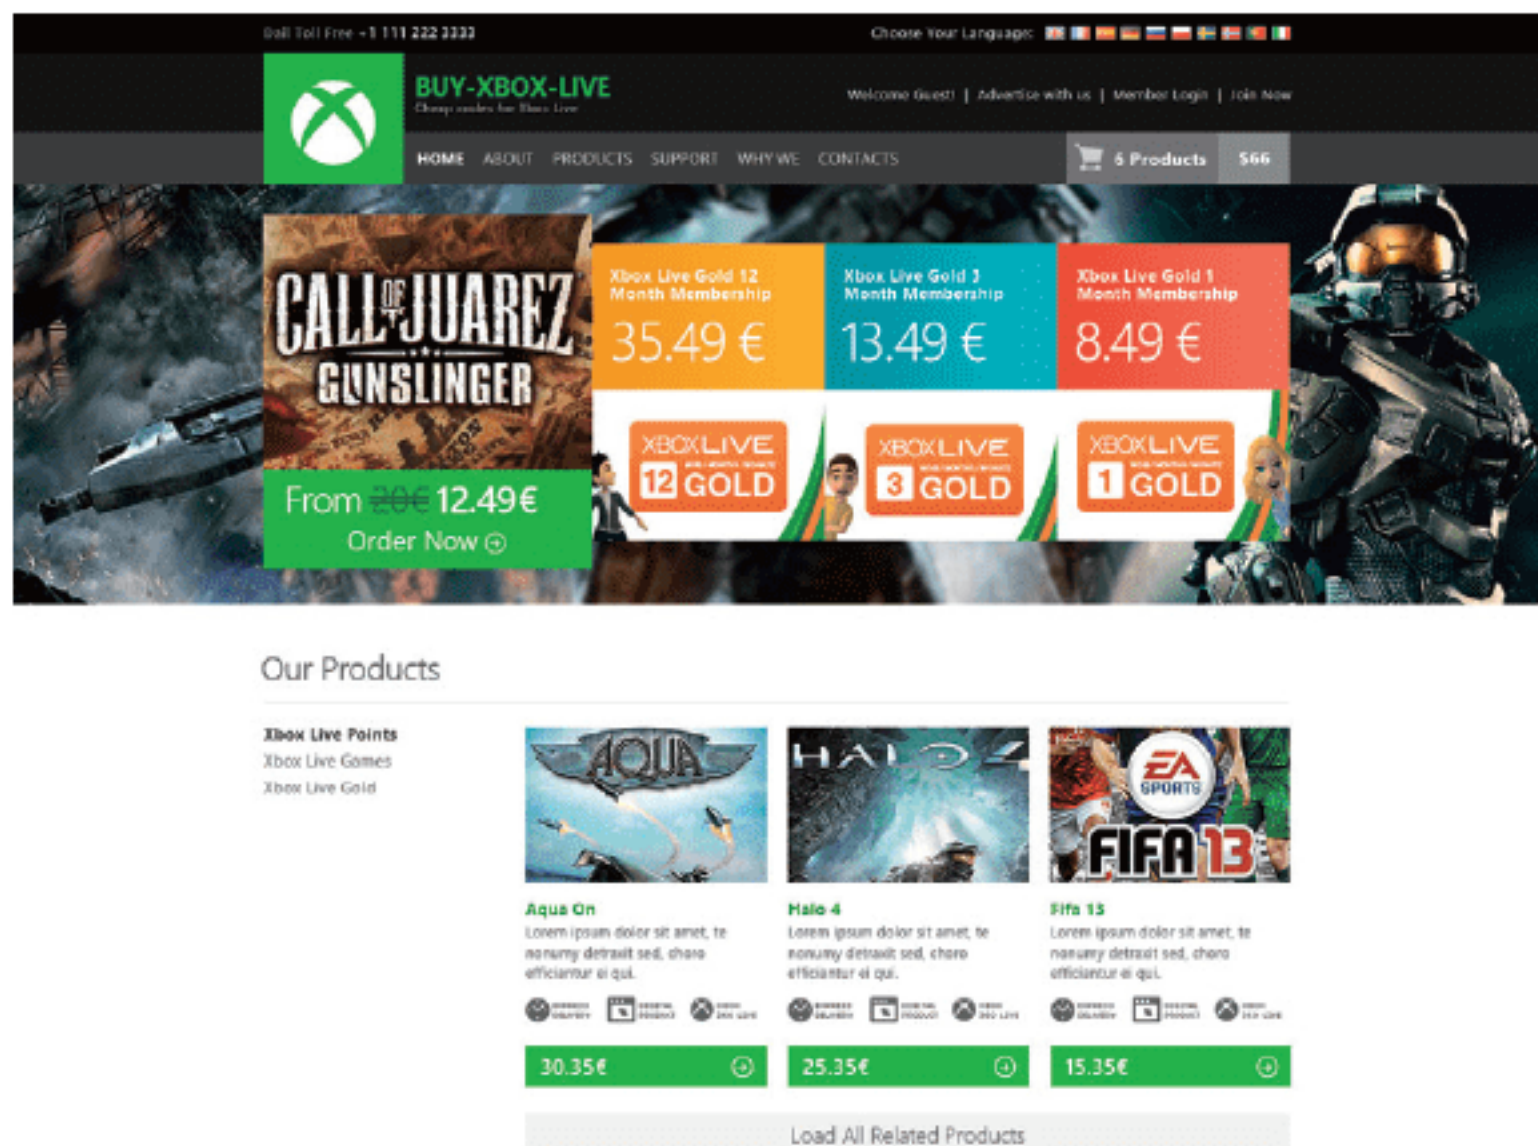 Call Toll Free +1 111 222 3333
Choose Your Language:
BUY-XBOX-LIVE
Cheap codes for Xbox Live
Welcome Guest! | Advertise with us | Member Login | Join Now
HOME ABOUT PRODUCTS SUPPORT WHY WE CONTACTS
6 Products $66
CALL OF JUAREZ
GUNSLINGER
From 20€ 12.49€
Order Now
Xbox Live Gold 12
Month Membership
35.49 €
Xbox Live Gold 3
Month Membership
13.49 €
Xbox Live Gold 1
Month Membership
8.49 €
XBOX LIVE
12 GOLD
XBOX LIVE
3 GOLD
XBOX LIVE
1 GOLD
Our Products
Xbox Live Points
Xbox Live Games
Xbox Live Gold
AQUA
HALO 4
EA
SPORTS
FIFA 13
Aqua On
Lorem ipsum dolor sit amet, te
nonumy detraxit sed, choro
efficiantur ei qui.
30.35€
Halo 4
Lorem ipsum dolor sit amet, te
nonumy detraxit sed, choro
efficiantur ei qui.
25.35€
Fifa 13
Lorem ipsum dolor sit amet, te
nonumy detraxit sed, choro
efficiantur ei qui.
15.35€
Load All Related Products